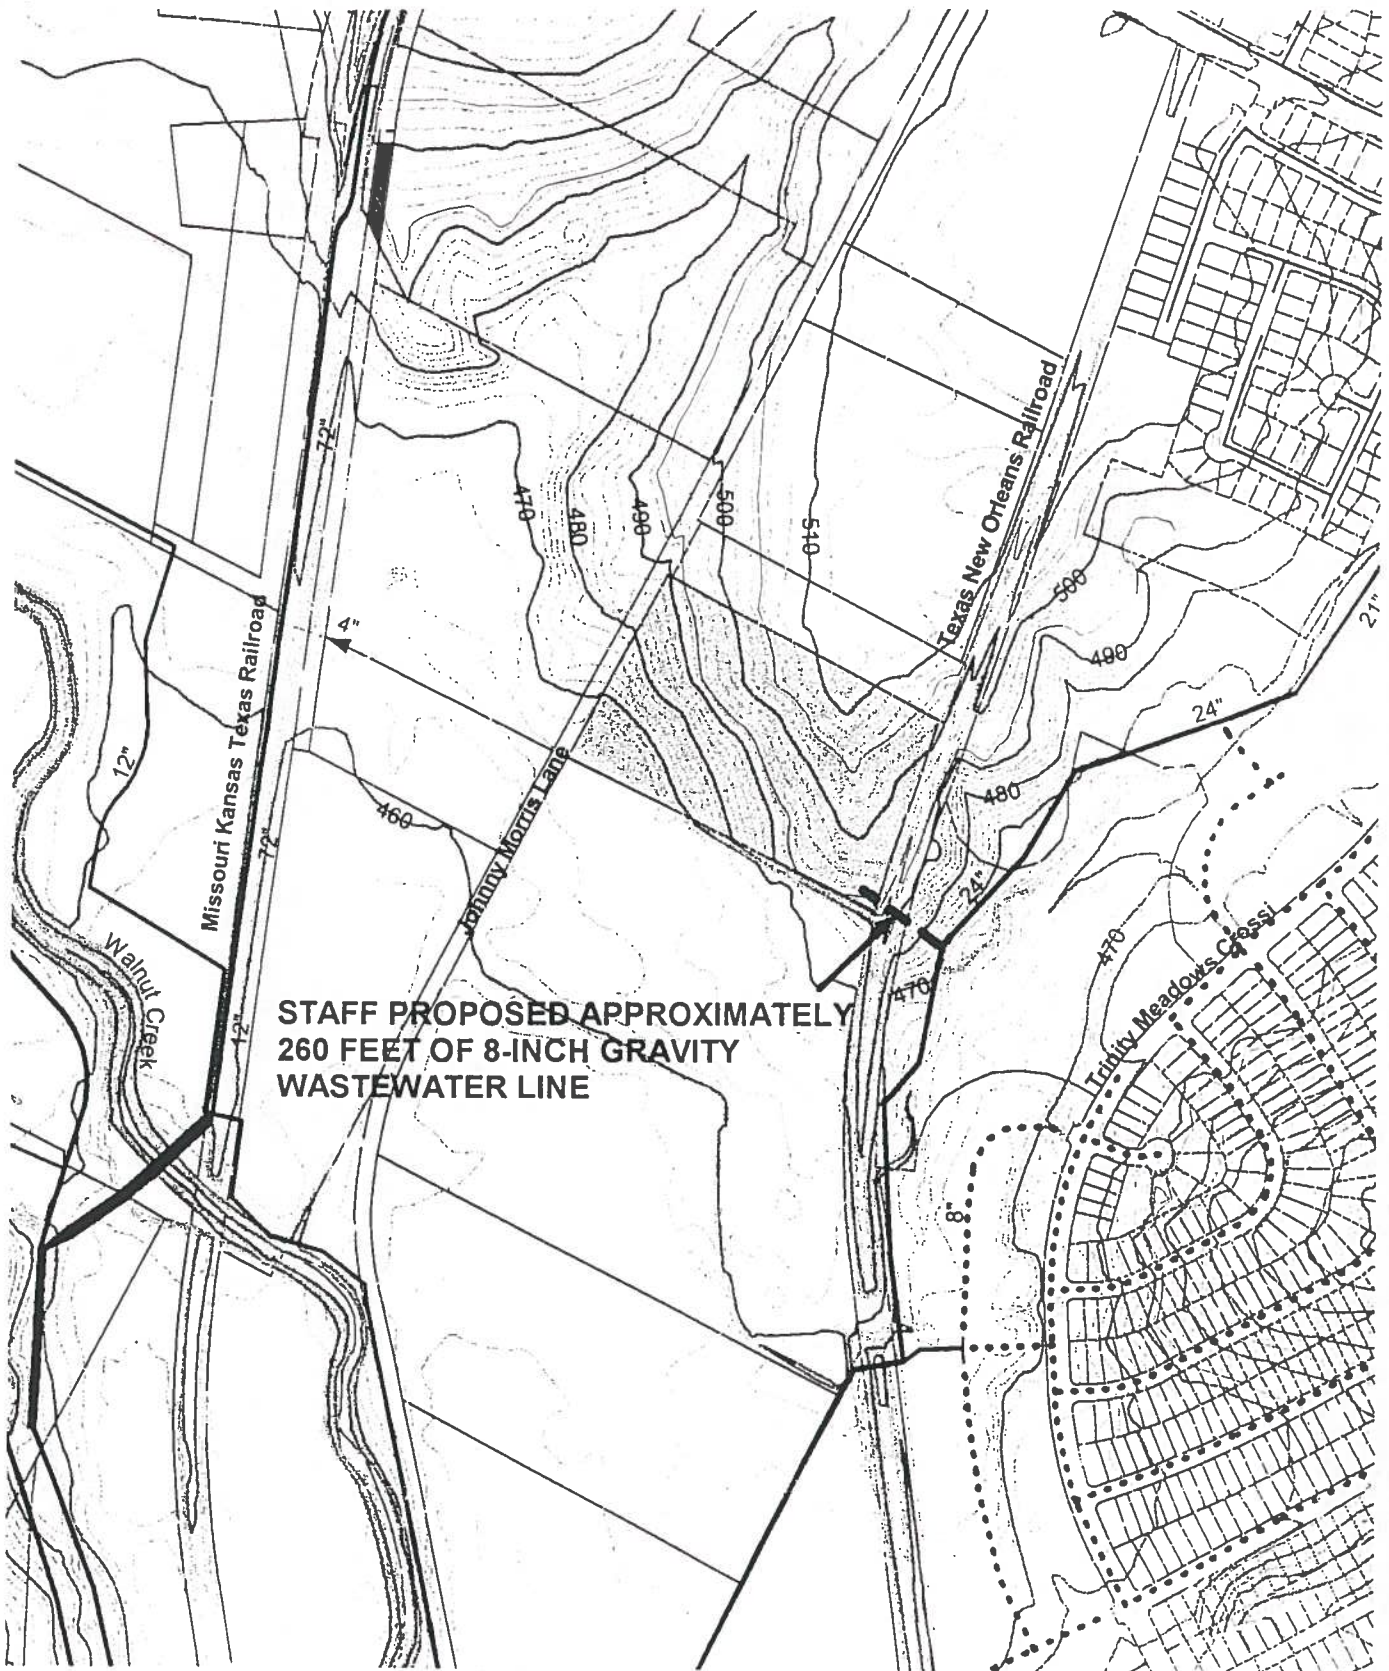 72"
Texas New Orleans Railroad
470
480
490
500
510
500
490
21"
4"
Missouri Kansas Texas Railroad
24"
12"
Johnny Morris Lane
460
72"
480
24"
470
Trinity Meadows Crossi
Walnut Creek
470
42"
STAFF PROPOSED APPROXIMATELY
260 FEET OF 8-INCH GRAVITY
WASTEWATER LINE
8"